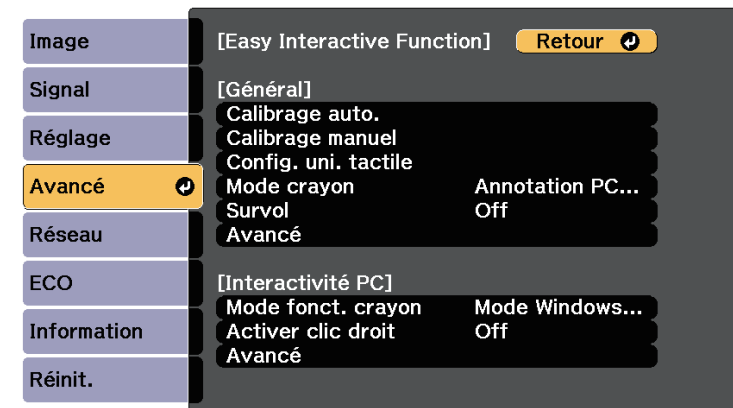 Image
Signal
Réglage
Avancé
Réseau
ECO
Information
Réinit.
[Easy Interactive Function] Retour
[Général]
Calibrage auto.
Calibrage manuel
Config. uni. tactile
Mode crayon Annotation PC...
Survol Off
Avancé
[Interactivité PC]
Mode fonct. crayon Mode Windows...
Activer clic droit Off
Avancé